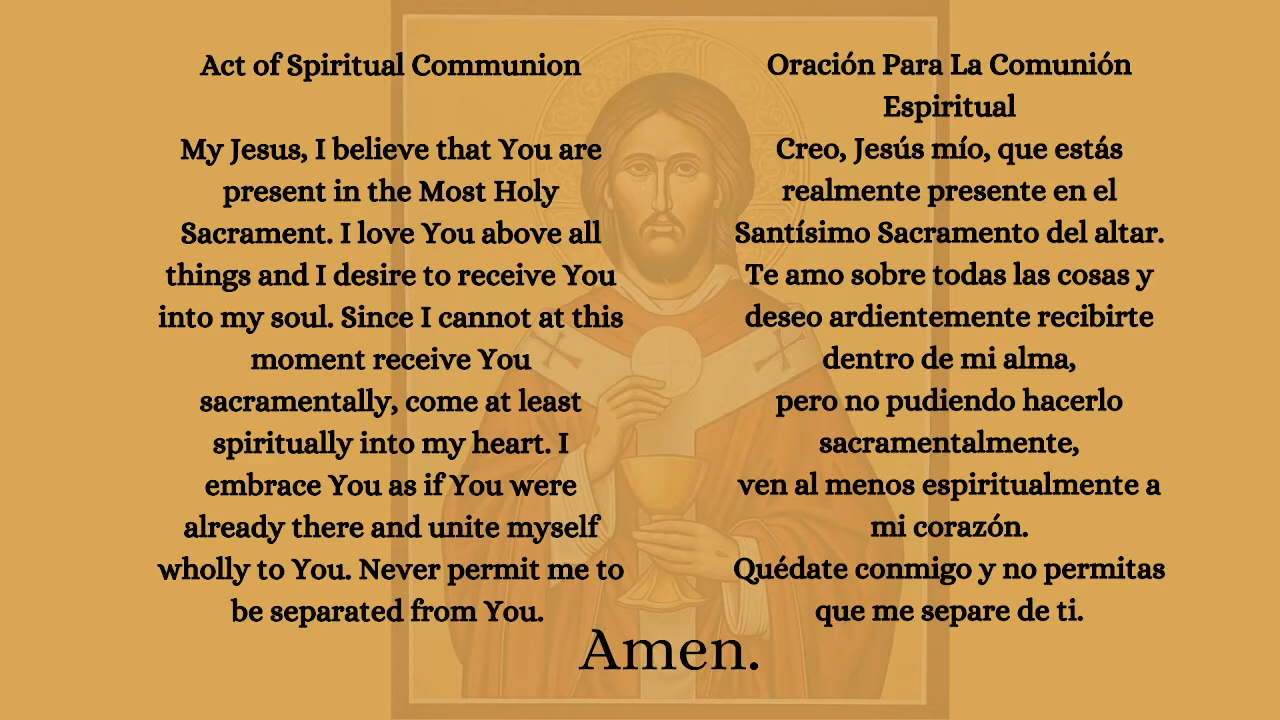 Act of Spiritual Communion
My Jesus, I believe that You are
present in the Most Holy
Sacrament. I love You above all
things and I desire to receive You
into my soul. Since I cannot at this
moment receive You
sacramentally, come at least
spiritually into my heart. I
embrace You as if You were
already there and unite myself
wholly to You. Never permit me to
be separated from You.
Oración Para La Comunión
Espiritual
Creo, Jesús mío, que estás
realmente presente en el
Santísimo Sacramento del altar.
Te amo sobre todas las cosas y
deseo ardientemente recibirte
dentro de mi alma,
pero no pudiendo hacerlo
sacramentalmente,
ven al menos espiritualmente a
mi corazón.
Quédate conmigo y no permitas
que me separe de ti.
Amen.